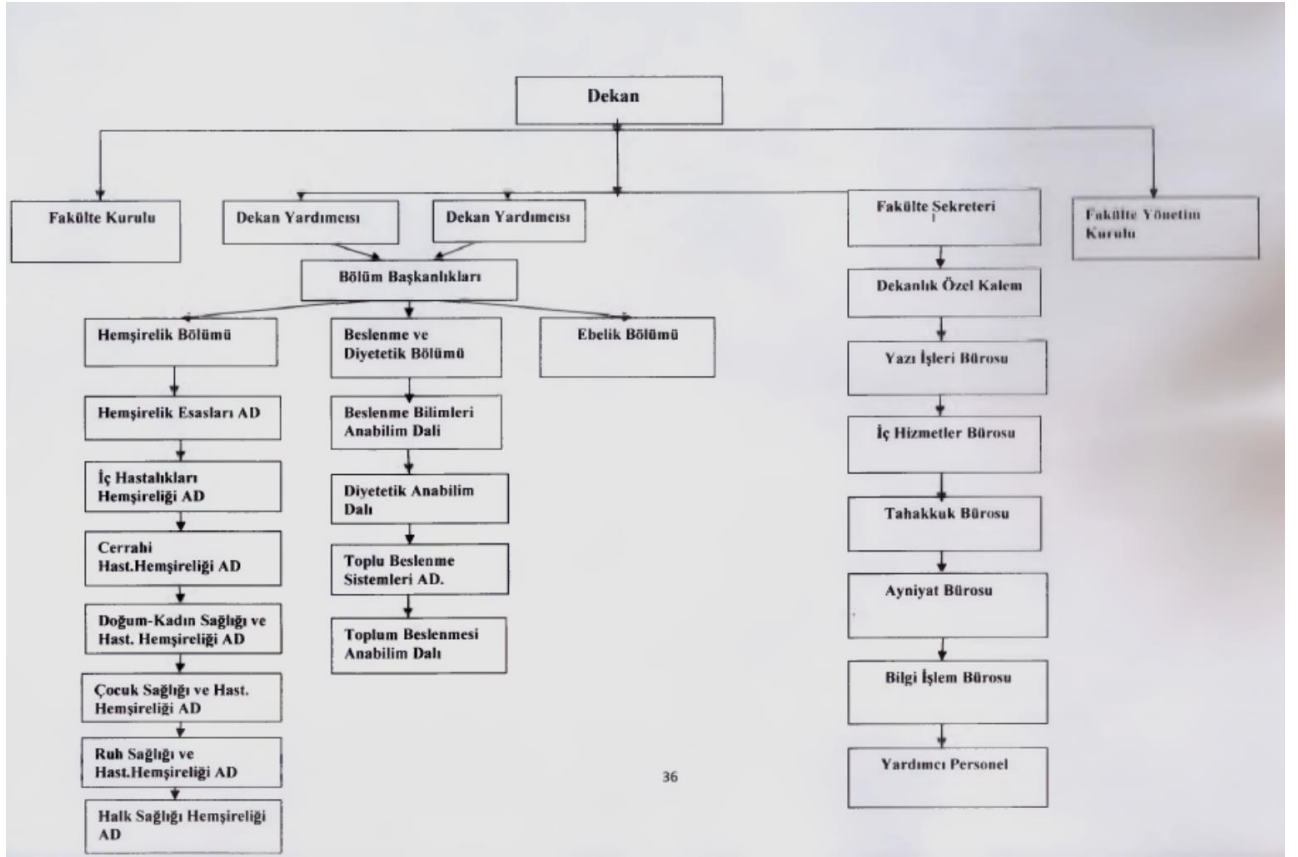 Dekan
Fakülte Kurulu
Dekan Yardımcısı
Dekan Yardımcısı
Fakülte Sekreteri
Fakülte Yönetim
Kurulu
Bölüm Başkanlıkları
Dekanlık Özel Kalem
Hemşirelik Bölümü
Beslenme ve
Diyetetik Bölümü
Ebelik Bölümü
Yazı İşleri Bürosu
Hemşirelik Esasları AD
Beslenme Bilimleri
Anabilim Dali
İç Hizmetler Bürosu
İç Hastalıkları
Hemşireliği AD
Diyetetik Anabilim
Dalı
Tahakkuk Bürosu
Cerrahi
Hast.Hemşireliği AD
Toplu Beslenme
Sistemleri AD.
Ayniyat Bürosu
Doğum-Kadın Sağlığı ve
Hast. Hemşireliği AD
Toplum Beslenmesi
Anabilim Dalı
Bilgi İşlem Bürosu
Çocuk Sağlığı ve Hast.
Hemşireliği AD
Ruh Sağlığı ve
Hast.Hemşireliği AD
Yardımcı Personel
Halk Sağlığı Hemşireliği
AD
36